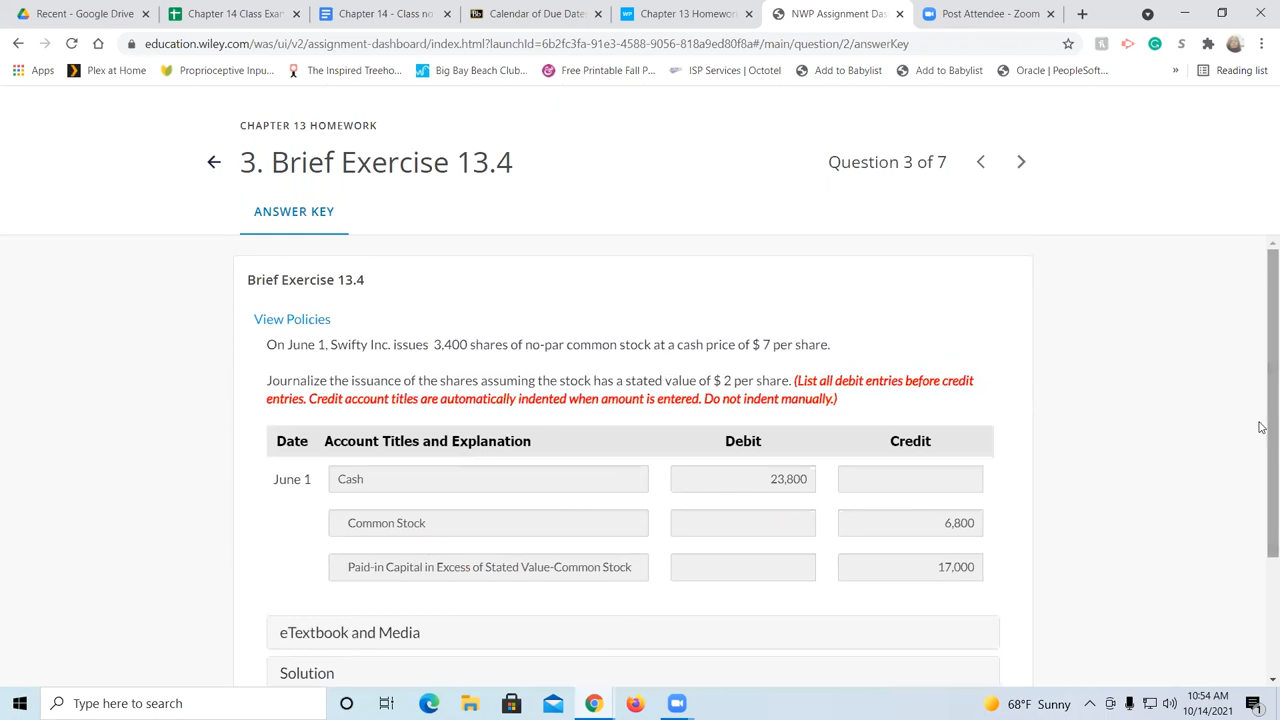 Recent - Google Drive
Chapter 14 Class Exam
Chapter 14 - Class no
Calendar of Due Date
Chapter 13 Homewor
NWP Assignment Das
Post Attendee - Zoom
education.wiley.com/was/ui/v2/assignment-dashboard/index.html?launchId=6b2fc3fa-91e3-4588-9056-818a9ed80f8a#/main/question/2/answerKey
Apps
Plex at Home
Proprioceptive Inpu...
The Inspired Treeho...
Big Bay Beach Club...
Free Printable Fall P...
ISP Services | Octotel
Add to Babylist
Add to Babylist
Oracle | PeopleSoft...
»
Reading list
CHAPTER 13 HOMEWORK
3. Brief Exercise 13.4
Question 3 of 7
ANSWER KEY
Brief Exercise 13.4
View Policies
On June 1, Swifty Inc. issues 3,400 shares of no-par common stock at a cash price of $ 7 per share.
Journalize the issuance of the shares assuming the stock has a stated value of $ 2 per share. (List all debit entries before credit
entries. Credit account titles are automatically indented when amount is entered. Do not indent manually.)
Date Account Titles and Explanation Debit Credit
June 1 Cash 23,800
Common Stock 6,800
Paid-in Capital in Excess of Stated Value-Common Stock 17,000
eTextbook and Media
Solution
Type here to search
68°F Sunny
10:54 AM
10/14/2021
1